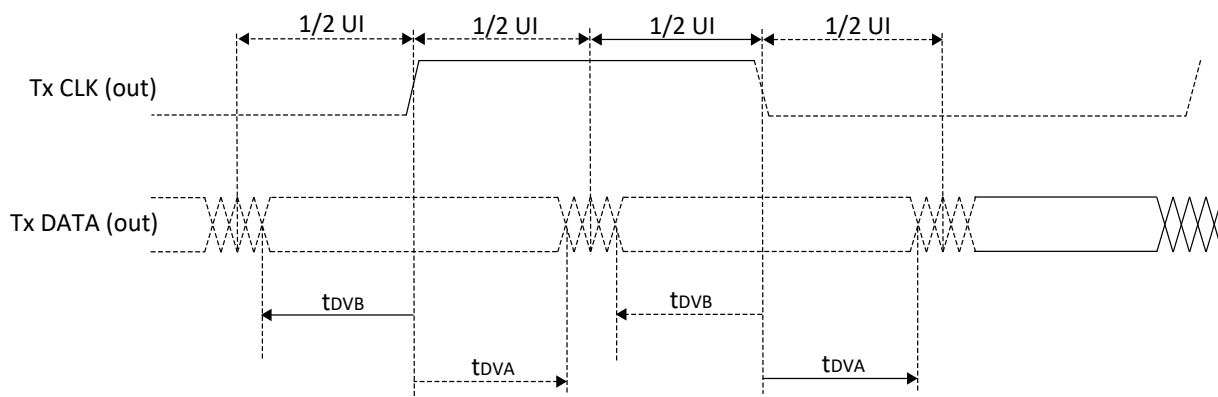 1/2 UI 1/2 UI 1/2 UI 1/2 UI
Tx CLK (out)
Tx DATA (out)
tDVB tDVB
tDVA tDVA